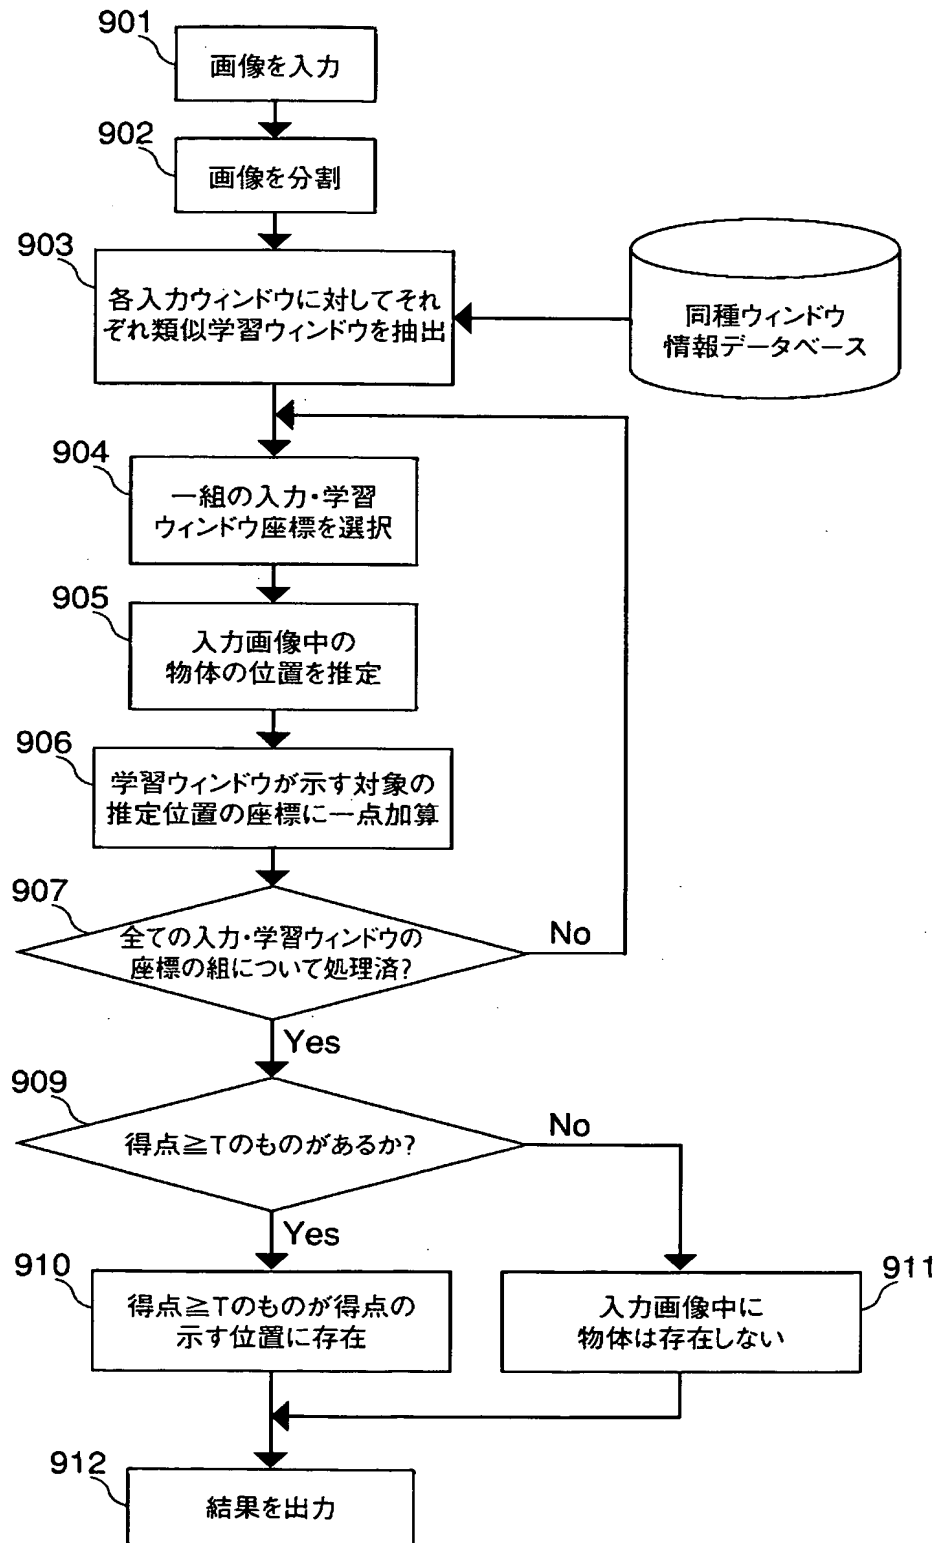 901
画像を入力
902
画像を分割
903
各入力ウィンドウに対してそれ
ぞれ類似学習ウィンドウを抽出
同種ウィンドウ
情報データベース
904
一組の入力・学習
ウィンドウ座標を選択
905
入力画像中の
物体の位置を推定
906
学習ウィンドウが示す対象の
推定位置の座標に一点加算
907
全ての入力・学習ウィンドウの
座標の組について処理済?
No
Yes
909
得点≧Tのものがあるか?
No
Yes
910
得点≧Tのものが得点の
示す位置に存在
911
入力画像中に
物体は存在しない
912
結果を出力